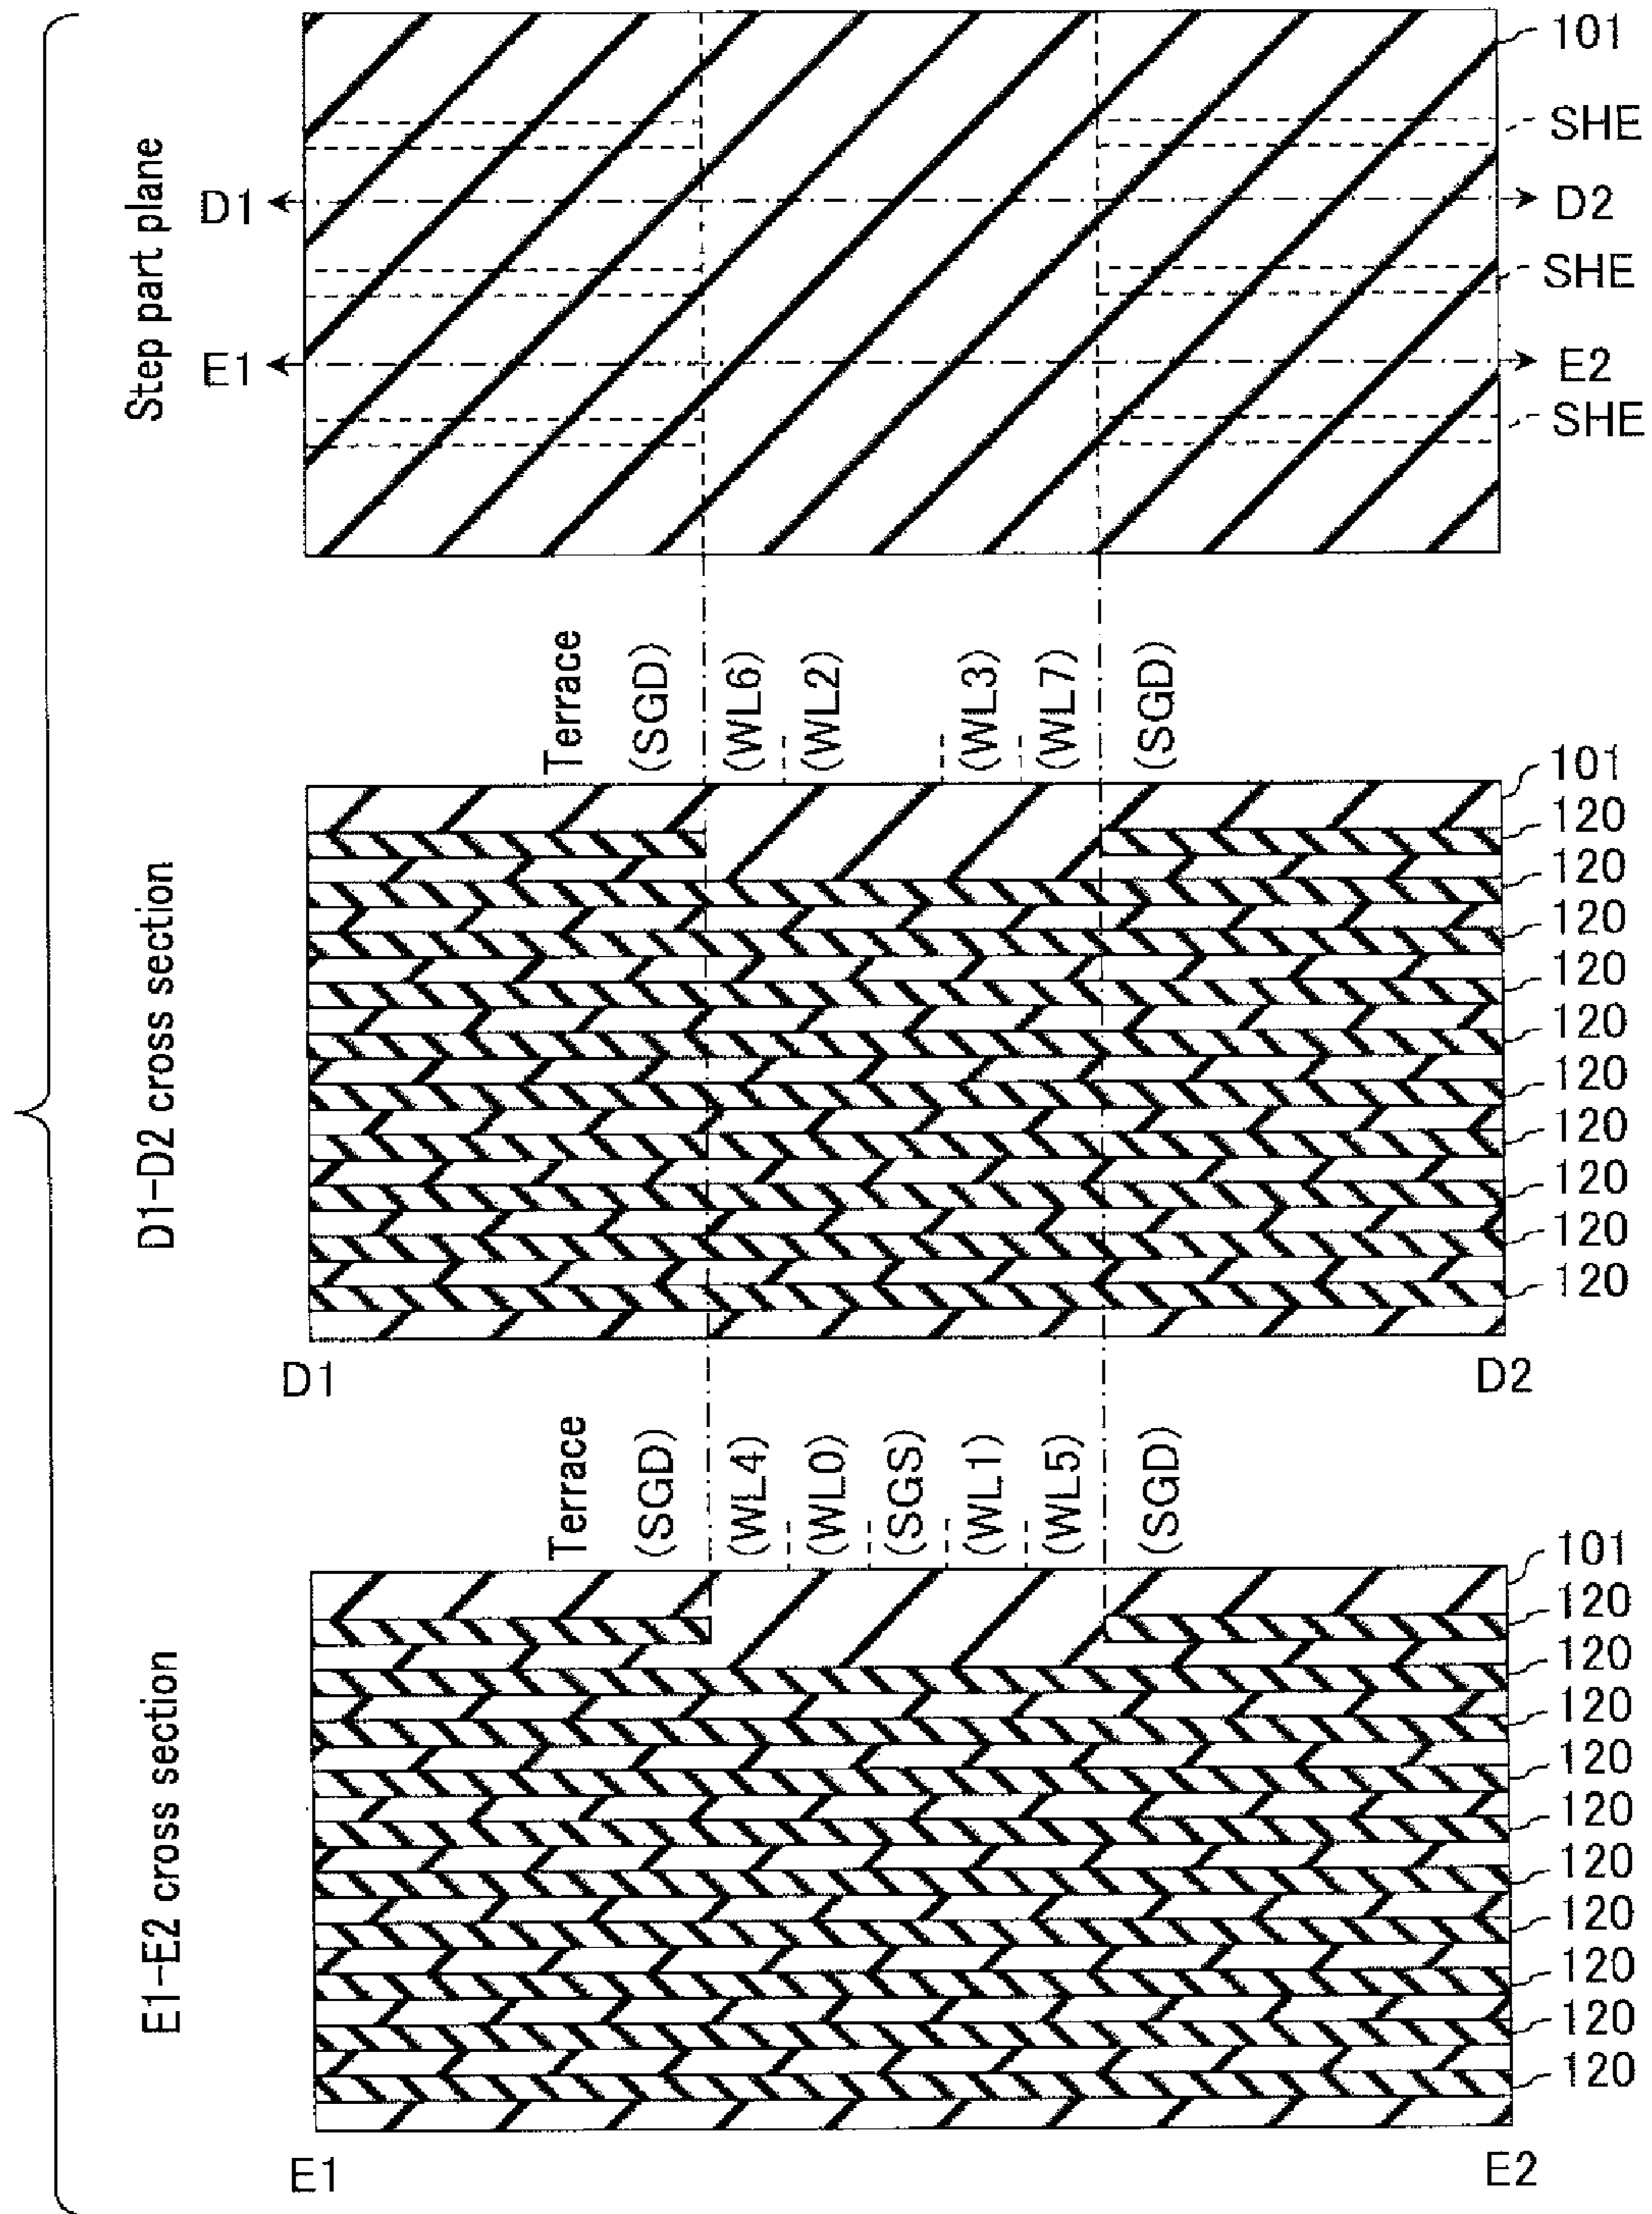 Step part plane
101
SHE
D1
D2
SHE
E1
E2
SHE
D1-D2 cross section
Terrace
(SGD)
(WL6)
(WL2)
(WL3)
(WL7)
(SGD)
101
120
120
120
120
120
120
120
120
120
120
D1
D2
E1-E2 cross section
Terrace
(SGD)
(WL4)
(WL0)
(SGS)
(WL1)
(WL5)
(SGD)
101
120
120
120
120
120
120
120
120
120
120
E1
E2